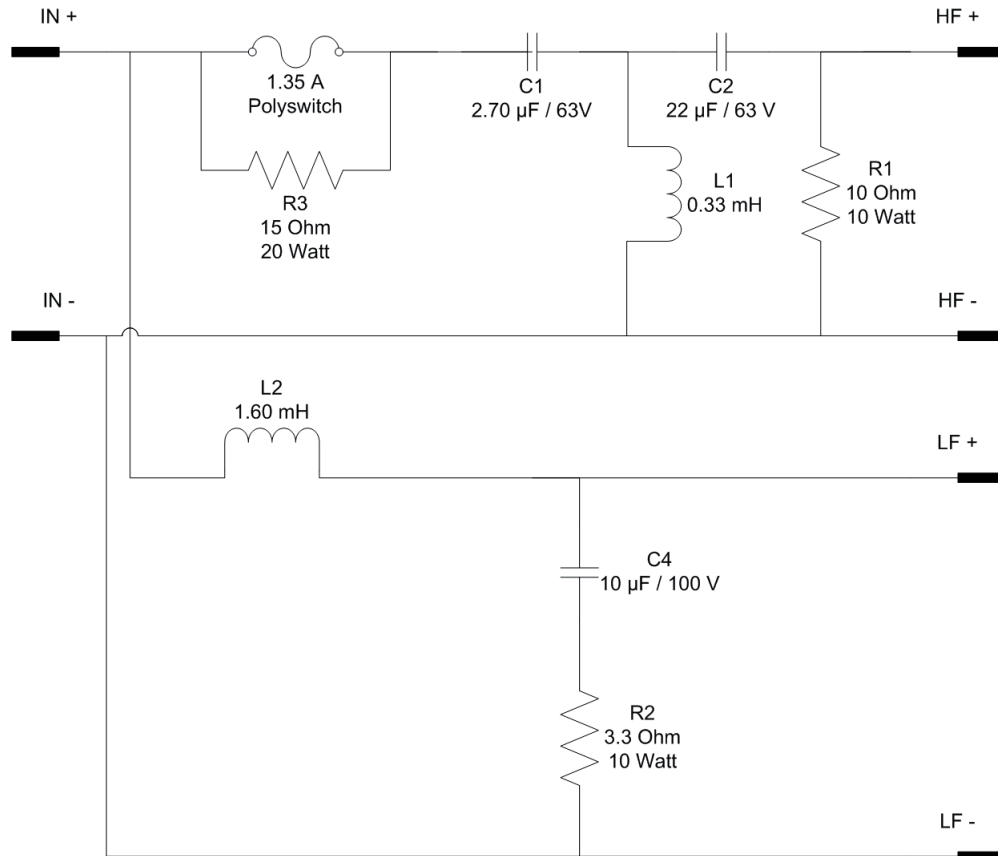 IN +
HF +
1.35 A
Polyswitch
C1
2.70 µF / 63V
C2
22 µF / 63 V
R3
15 Ohm
20 Watt
L1
0.33 mH
R1
10 Ohm
10 Watt
IN -
HF -
L2
1.60 mH
LF +
C4
10 µF / 100 V
R2
3.3 Ohm
10 Watt
LF -